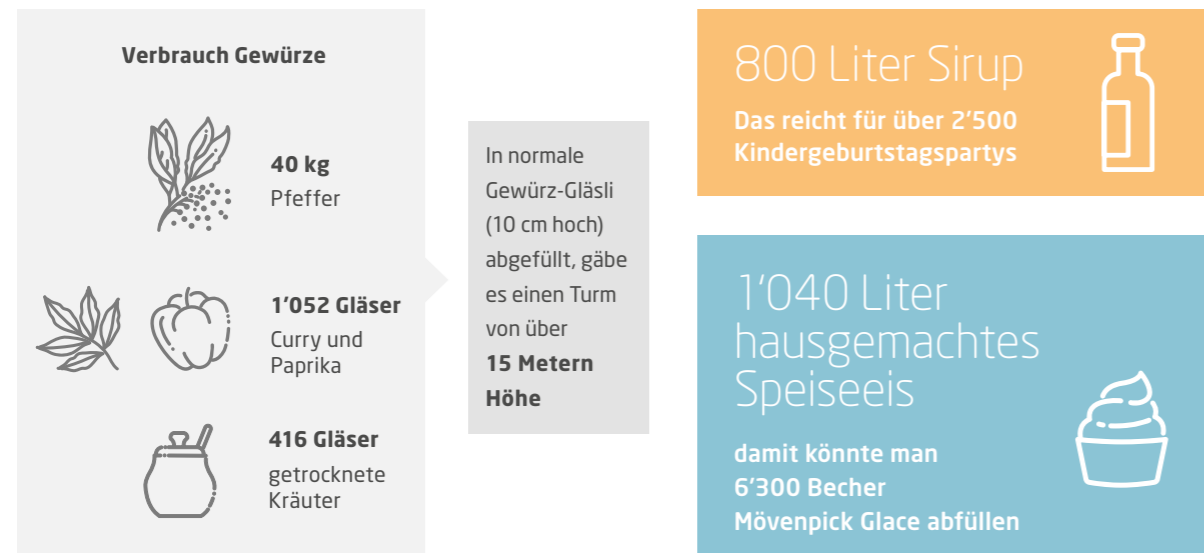 Verbrauch Gewürze
40 kg
Pfeffer
1’052 Gläser
Curry und
Paprika
416 Gläser
getrocknete
Kräuter
In normale
Gewürz-Gläsli
(10 cm hoch)
abgefüllt, gäbe
es einen Turm
von über
15 Metern
Höhe
800 Liter Sirup
Das reicht für über 2’500
Kindergeburtstagspartys
1’040 Liter
hausgemachtes
Speiseeis
damit könnte man
6’300 Becher
Mövenpick Glace abfüllen